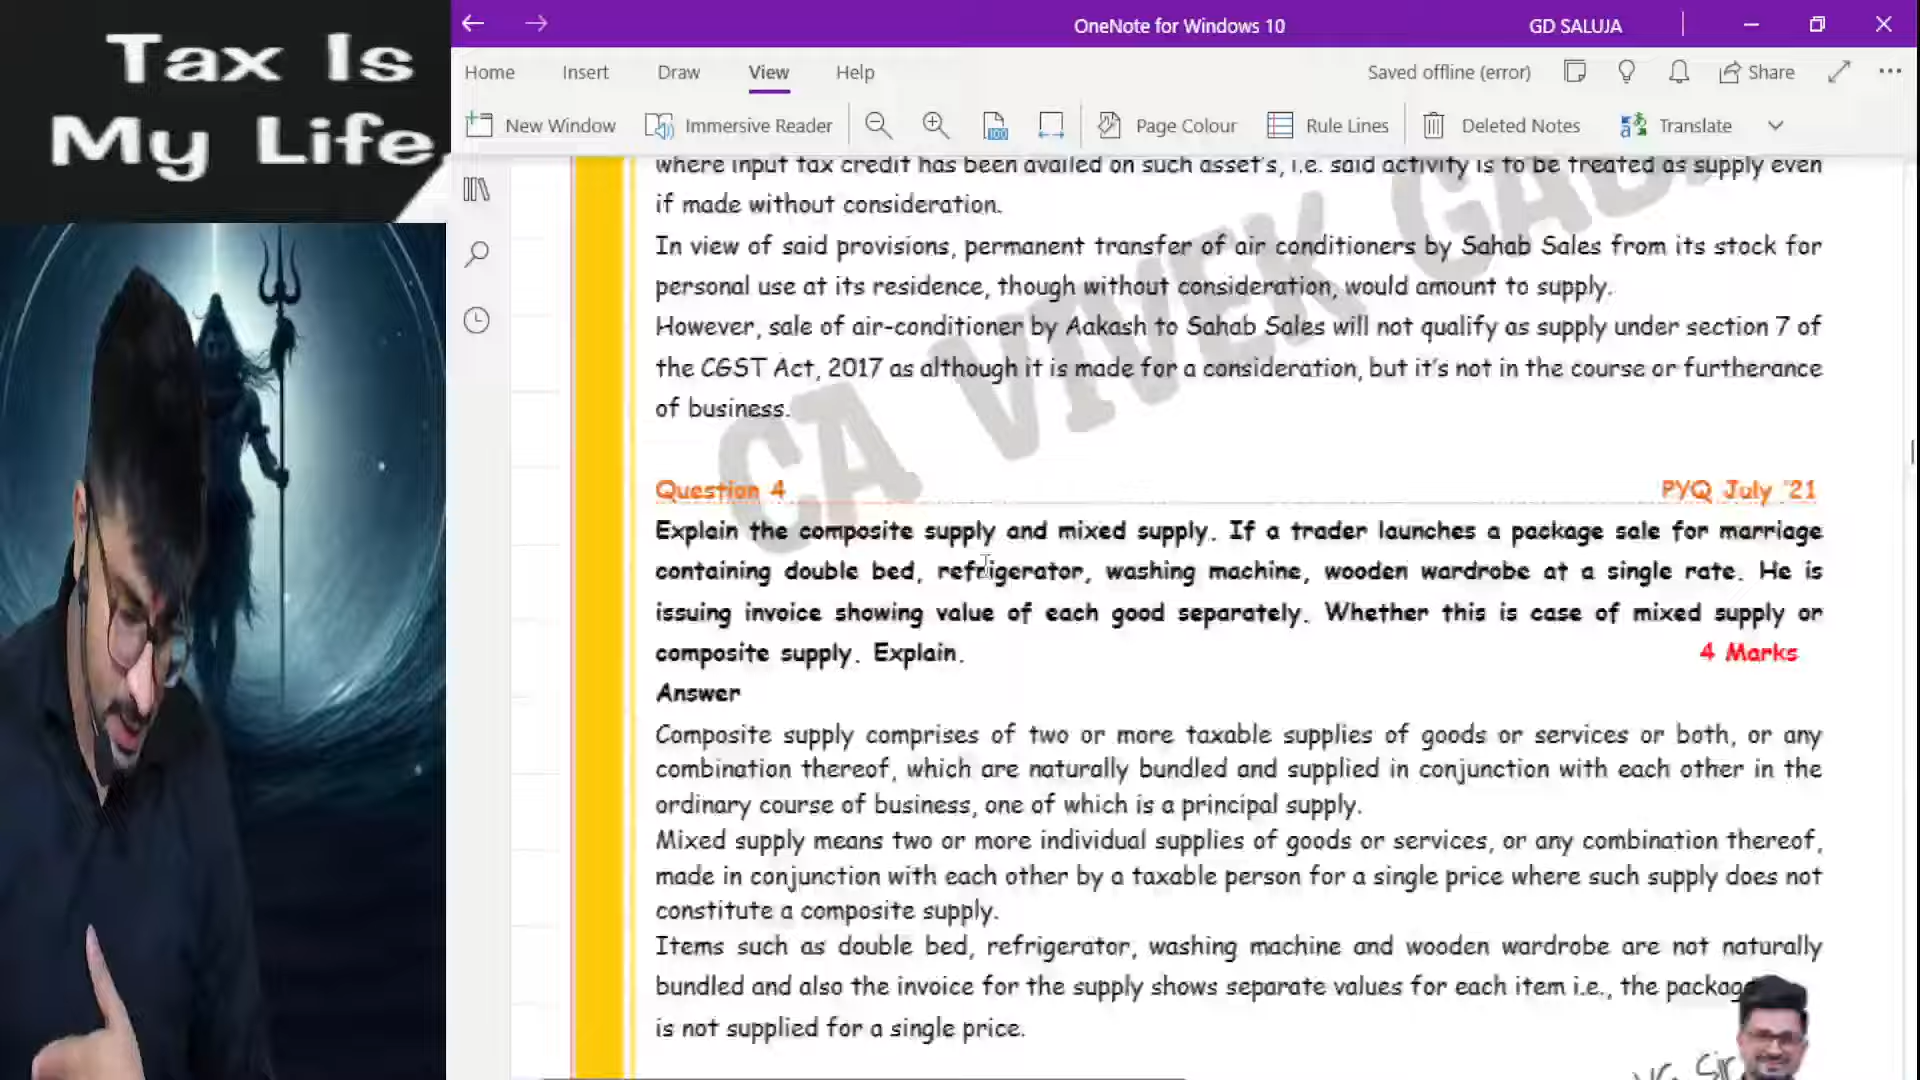 Tax Is
My Life
OneNote for Windows 10
GD SALUJA
Home Insert Draw View Help
Saved offline (error)
Share
New Window
Immersive Reader
100
Page Colour
Rule Lines
Deleted Notes
Translate
where input tax credit has been availed on such asset's, i.e. said activity is to be treated as supply even
if made without consideration.
In view of said provisions, permanent transfer of air conditioners by Sahab Sales from its stock for
personal use at its residence, though without consideration, would amount to supply.
However, sale of air-conditioner by Aakash to Sahab Sales will not qualify as supply under section 7 of
the CGST Act, 2017 as although it is made for a consideration, but it's not in the course or furtherance
of business.
CA VIVEK
Question 4
PYQ July '21
Explain the composite supply and mixed supply. If a trader launches a package sale for marriage
containing double bed, refrigerator, washing machine, wooden wardrobe at a single rate. He is
issuing invoice showing value of each good separately. Whether this is case of mixed supply or
composite supply. Explain.
4 Marks
Answer
Composite supply comprises of two or more taxable supplies of goods or services or both, or any
combination thereof, which are naturally bundled and supplied in conjunction with each other in the
ordinary course of business, one of which is a principal supply.
Mixed supply means two or more individual supplies of goods or services, or any combination thereof,
made in conjunction with each other by a taxable person for a single price where such supply does not
constitute a composite supply.
Items such as double bed, refrigerator, washing machine and wooden wardrobe are not naturally
bundled and also the invoice for the supply shows separate values for each item i.e., the packag
is not supplied for a single price.